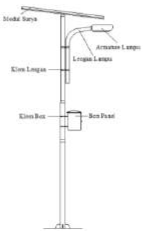 Modul Surya
Armature Lampu
Lengan Lampu
Klem Lengan
Klem Box
Box Panel